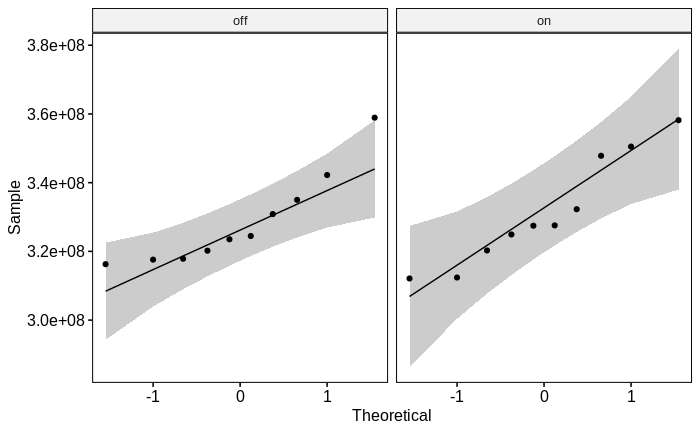 off
on
3.8e+08
3.6e+08
3.4e+08
3.2e+08
3.0e+08
Sample
-1
0
1
-1
0
1
Theoretical